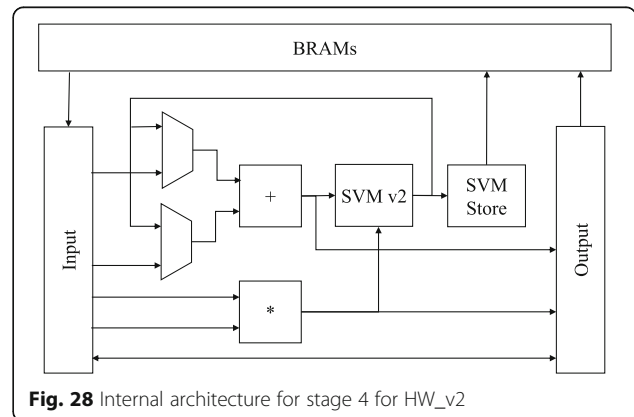 BRAMs
Input
+
SVM v2
SVM
Store
Output
*
Fig. 28 Internal architecture for stage 4 for HW_v2